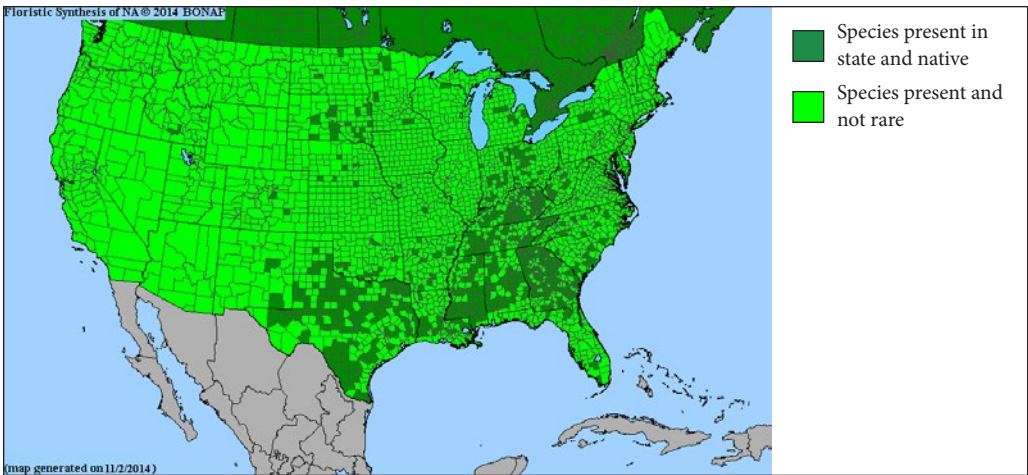 Floristic Synthesis of NA © 2014 BONAP
Species present in
state and native
Species present and
not rare
(map generated on 11/2/2014)